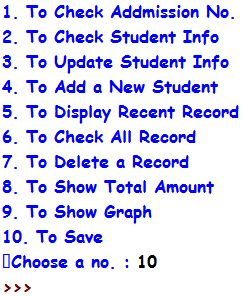 1. To Check Addmission No.
2. To Check Student Info
3. To Update Student Info
4. To Add a New Student
5. To Display Recent Record
6. To Check All Record
7. To Delete a Record
8. To Show Total Amount
9. To Show Graph
10. To Save
Choose a no. : 10
>>>